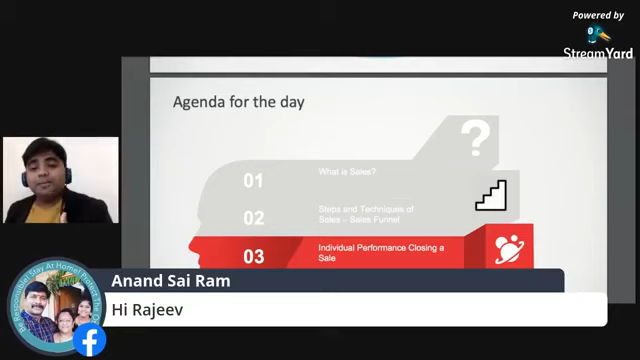 Powered by
StreamYard
Agenda for the day
?
01
What is Sales?
02
Steps and Techniques of
Sales – Sales Funnel
03
Individual Performance Closing a
Sale
Anand Sai Ram
Hi Rajeev